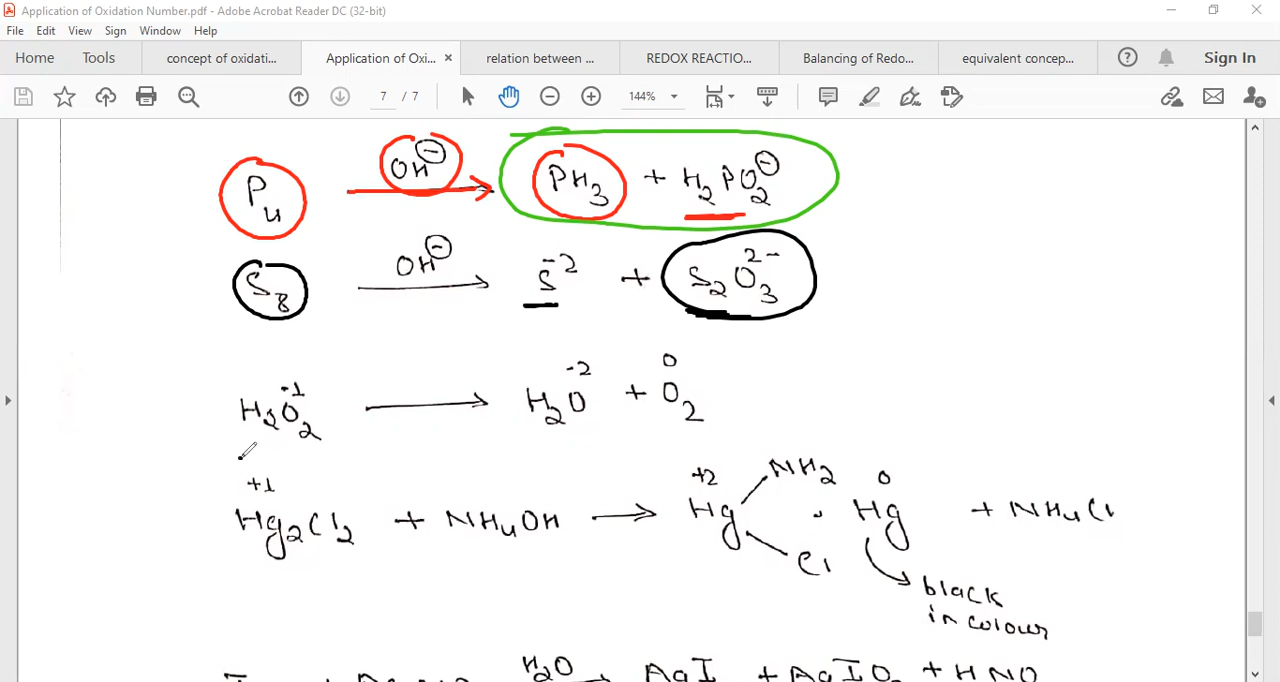 Application of Oxidation Number.pdf - Adobe Acrobat Reader DC (32-bit)
File Edit View Sign Window Help
Home Tools concept of oxidati... Application of Oxi... × relation between ... REDOX REACTIO... Balancing of Redo... equivalent concep... Sign In
7 / 7 144%
P4 OH⊖ → PH3 + H2PO2⊖
S8 OH⊖ → S-2 + S2O3 2-
H2O2 -1 → H2O -2 + O2 0
+1 +2 NH2 0
Hg2Cl2 + NH4OH → Hg . Hg + NH4Cl
Cl
black
in colour
H2O AgI + HNO